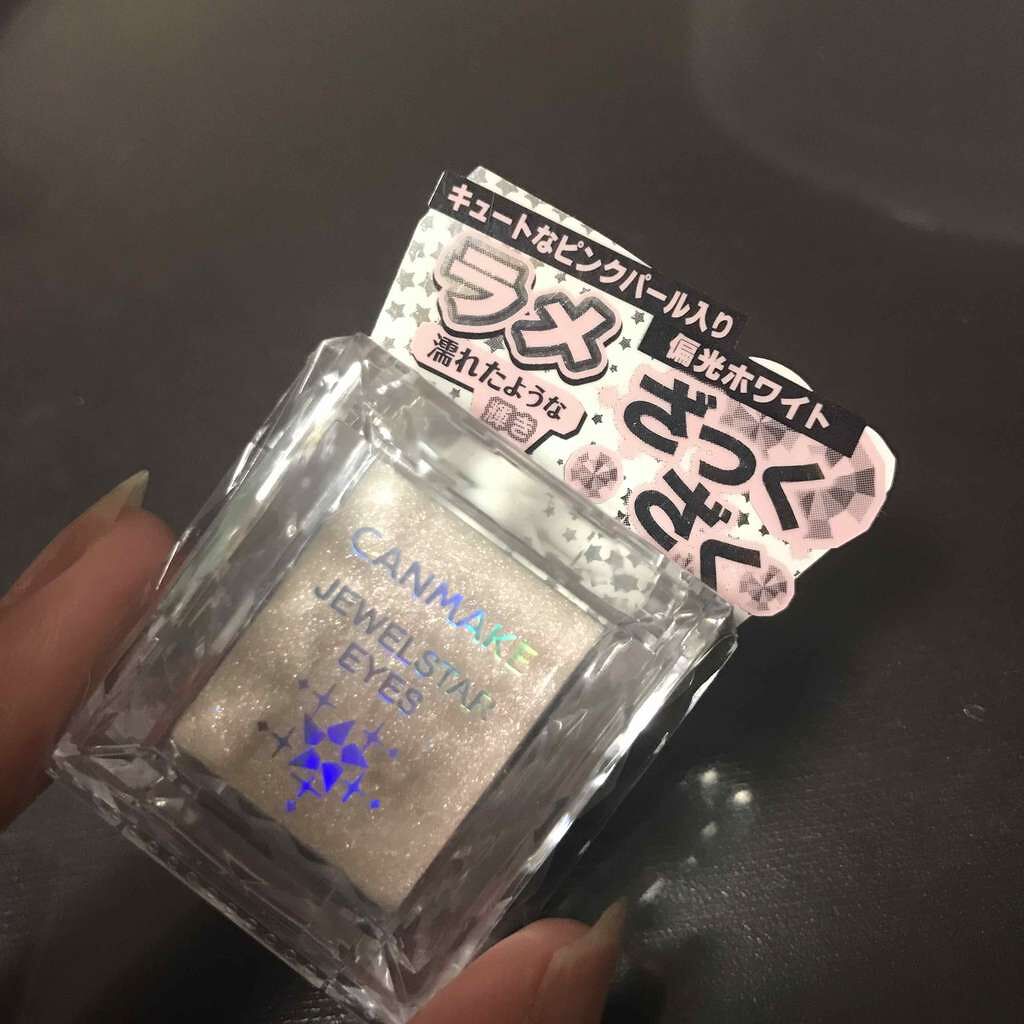 キュートなピンクパール入り
偏光ホワイト
ラメ
濡れたような
輝き
ざっく
ざく
CANMAKE
JEWELSTAR
EYES